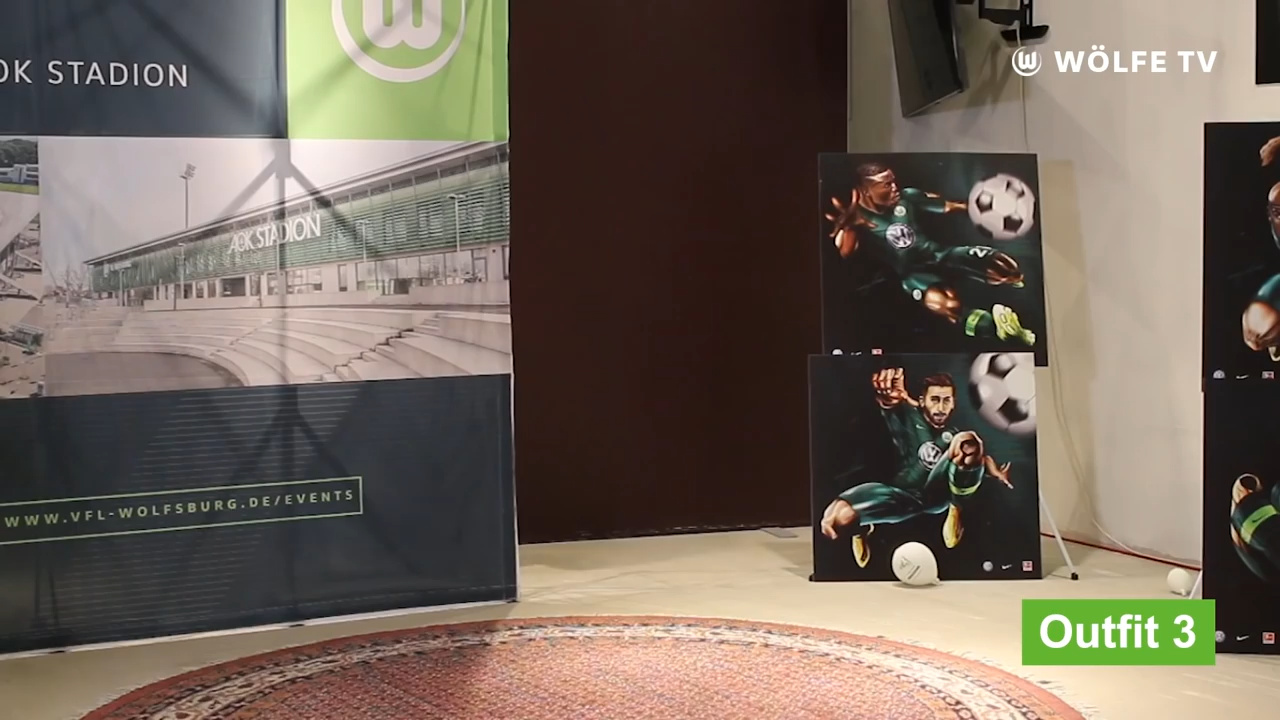 OK STADION
WÖLFE TV
AOK STADION
WWW.VFL-WOLFSBURG.DE/EVENTS
Outfit 3